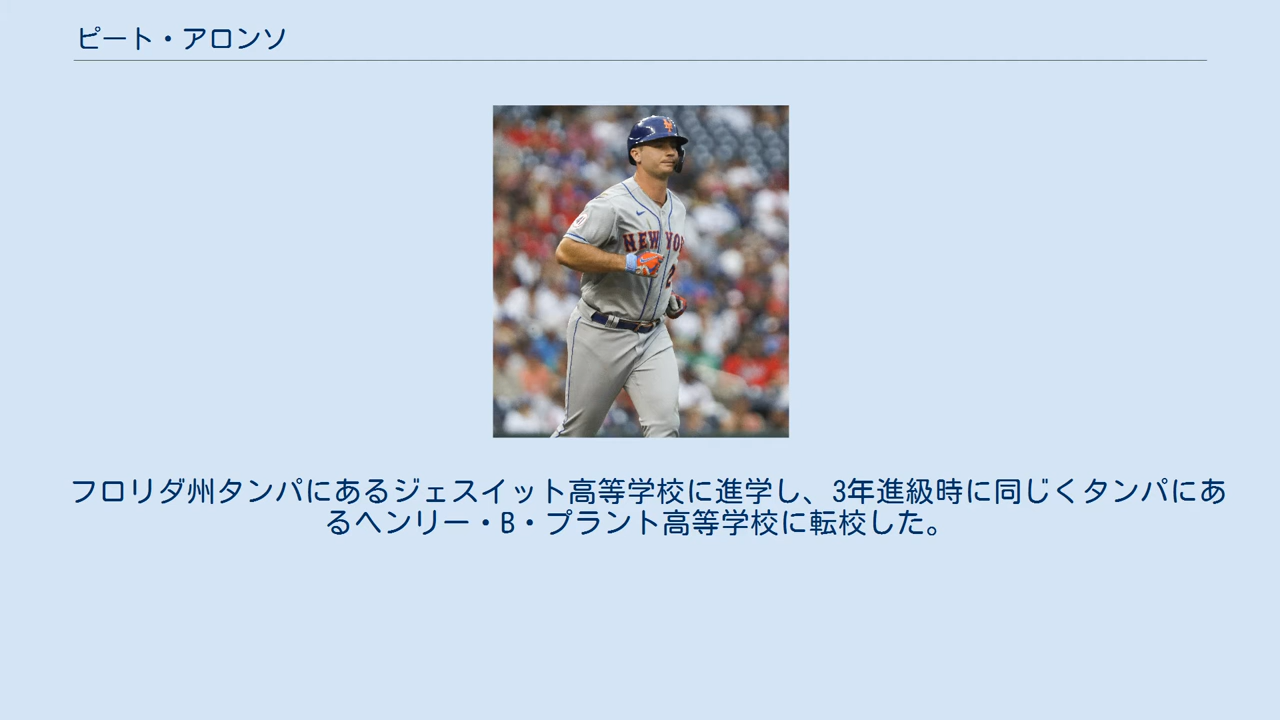 ピート・アロンソ
NEW YOR
フロリダ州タンパにあるジェスイット高等学校に進学し、3年進級時に同じくタンパにあ
るヘンリー・B・プラント高等学校に転校した。